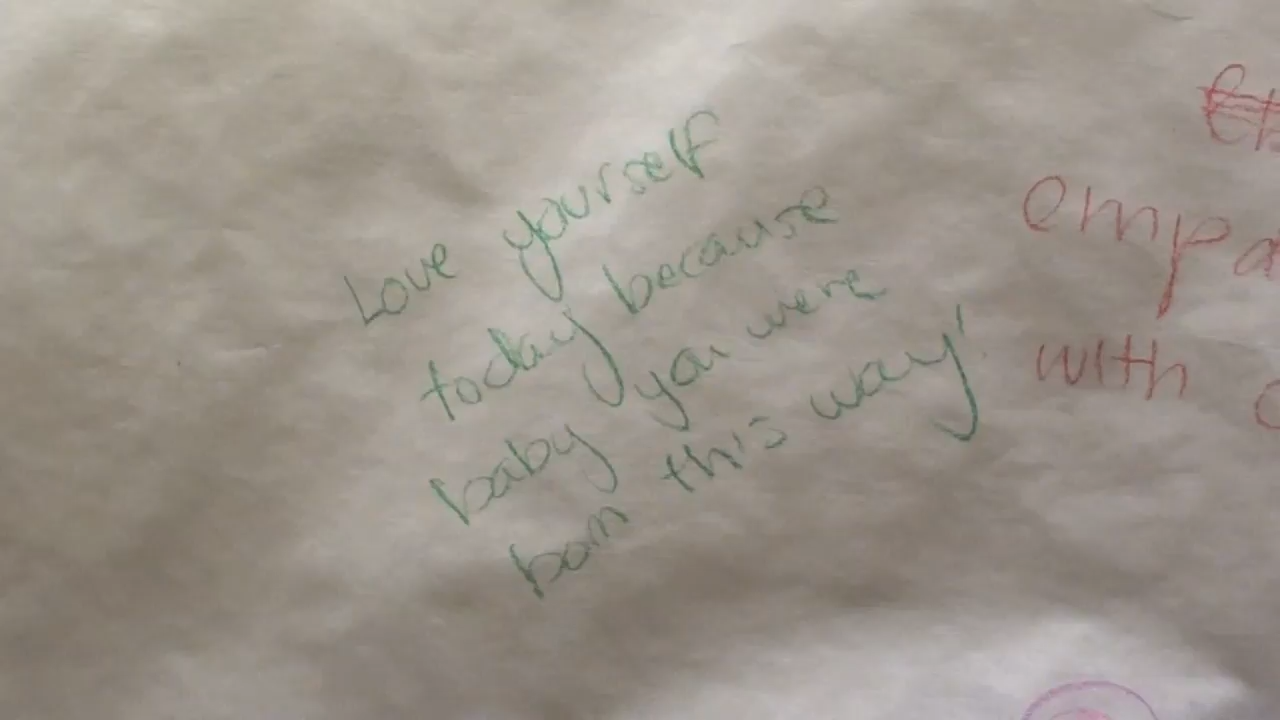 Love yourself
today because
baby you were
born this way!
empa
with